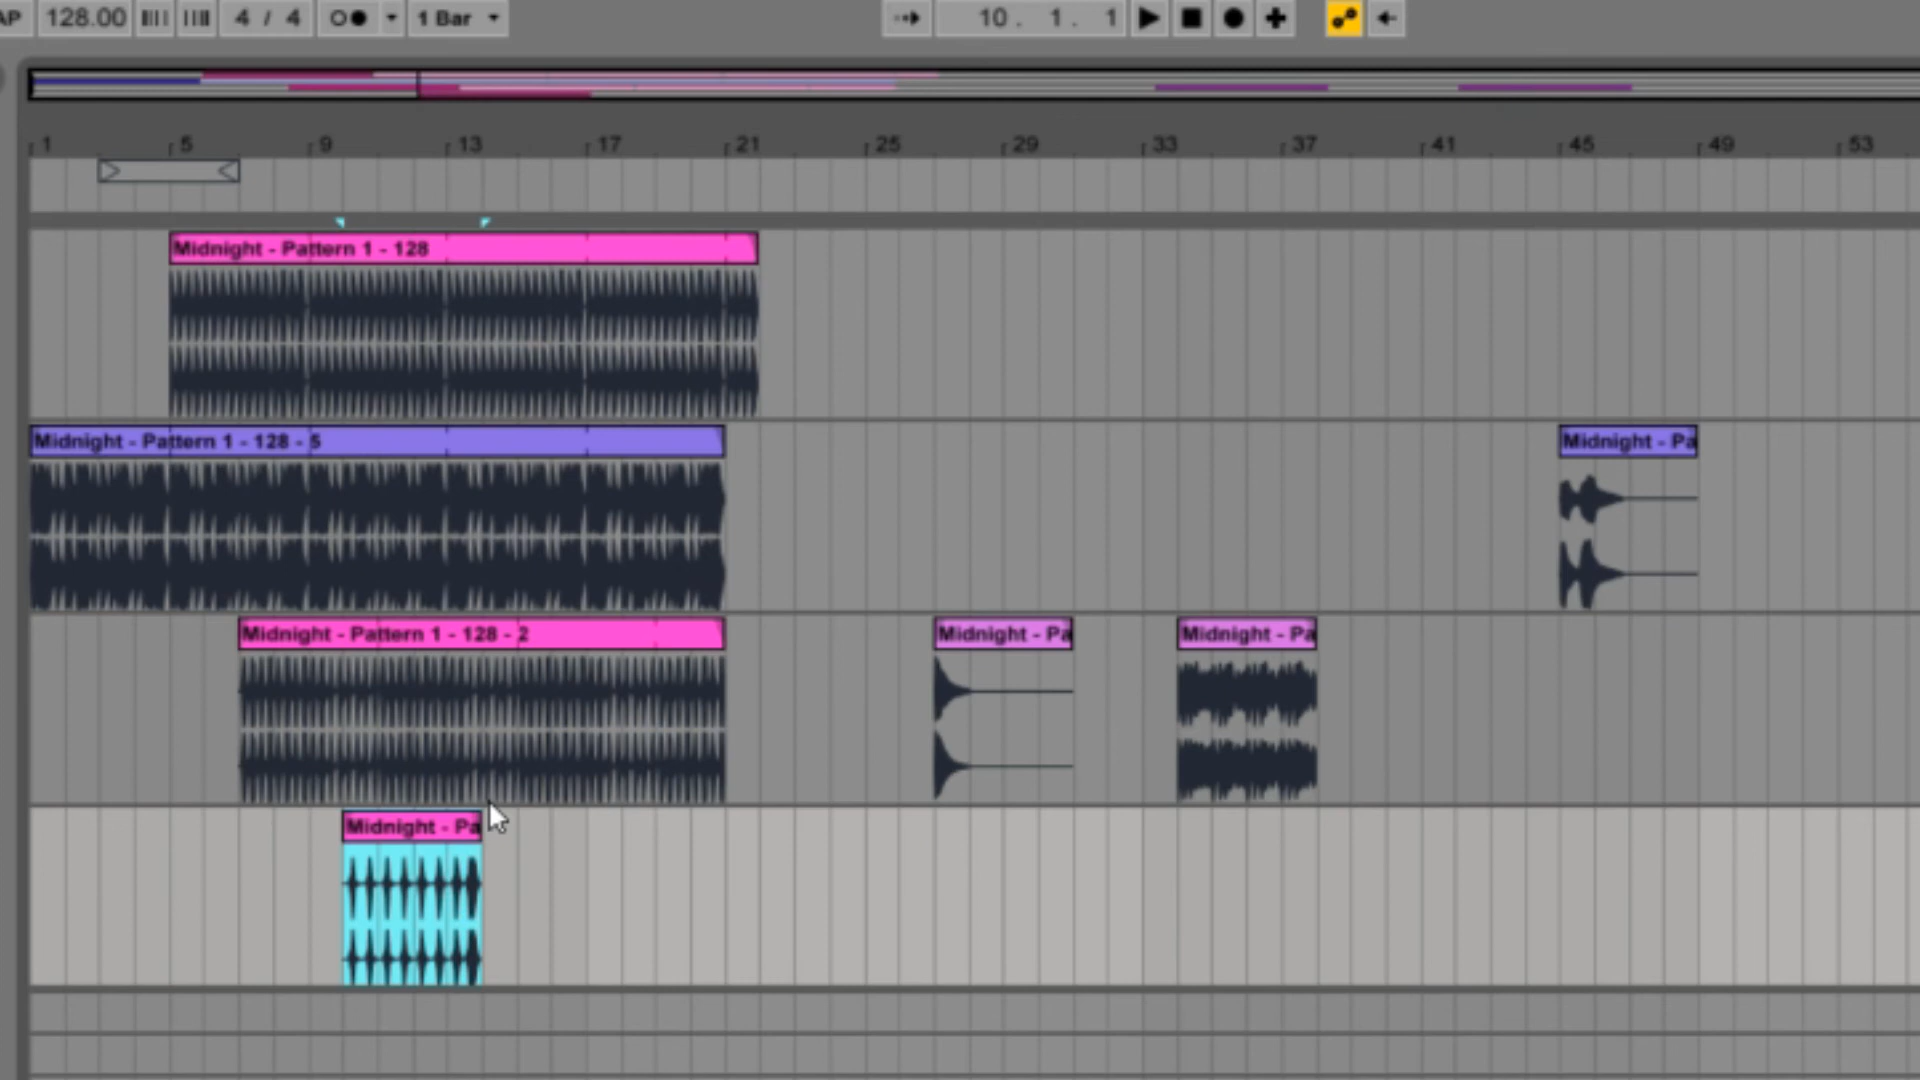 AP 128.00 4 / 4 1 Bar 10. 1. 1
1 5 9 13 17 21 25 29 33 37 41 45 49 53
Midnight - Pattern 1 - 128
Midnight - Pattern 1 - 128 - 5 Midnight - Pa
Midnight - Pattern 1 - 128 - 2 Midnight - Pa Midnight - Pa
Midnight - Pa